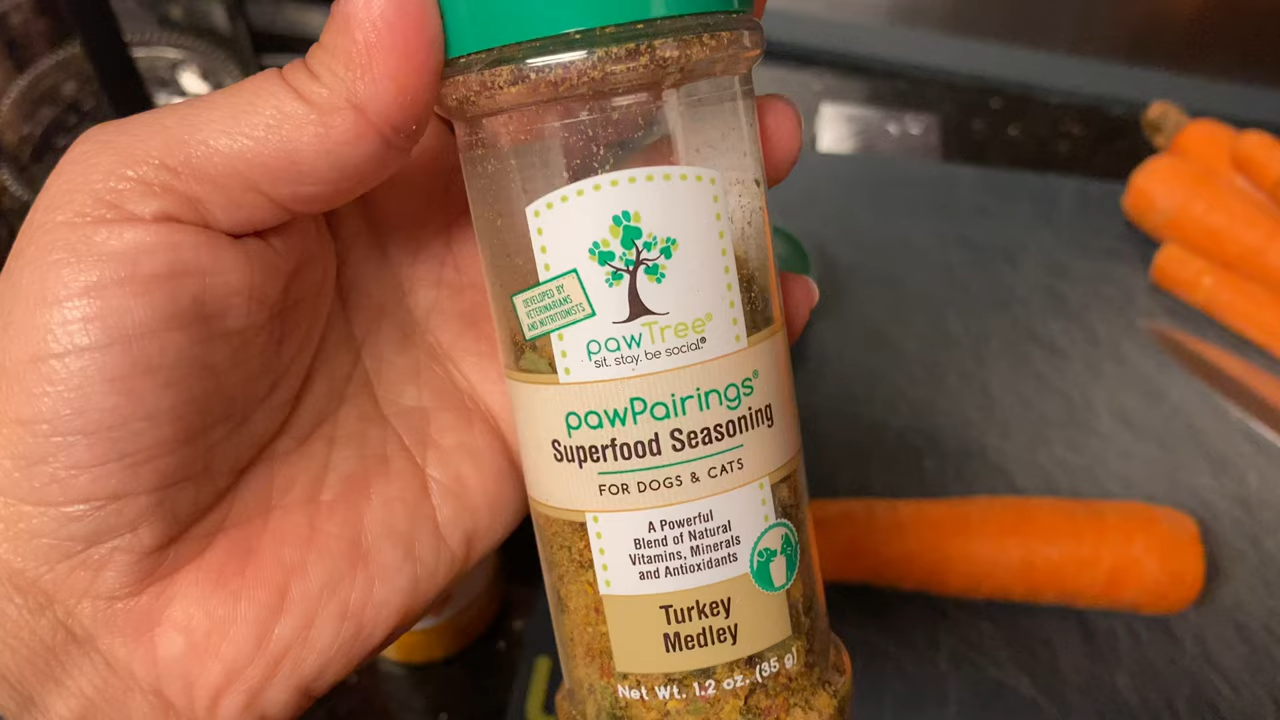 DEVELOPED BY
VETERINARIANS
AND NUTRITIONISTS
pawTree®
sit. stay. be social.®
pawPairings®
Superfood Seasoning
FOR DOGS & CATS
A Powerful
Blend of Natural
Vitamins, Minerals
and Antioxidants
Turkey
Medley
Net Wt. 1.2 oz. (35 g)